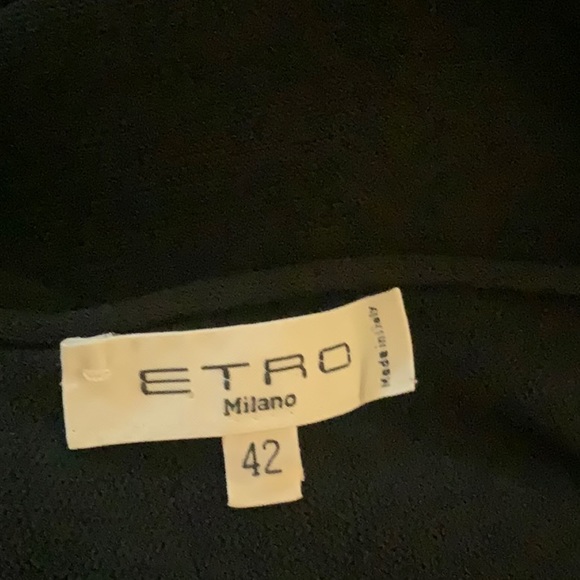 ETRO
Milano
Made in Italy
42